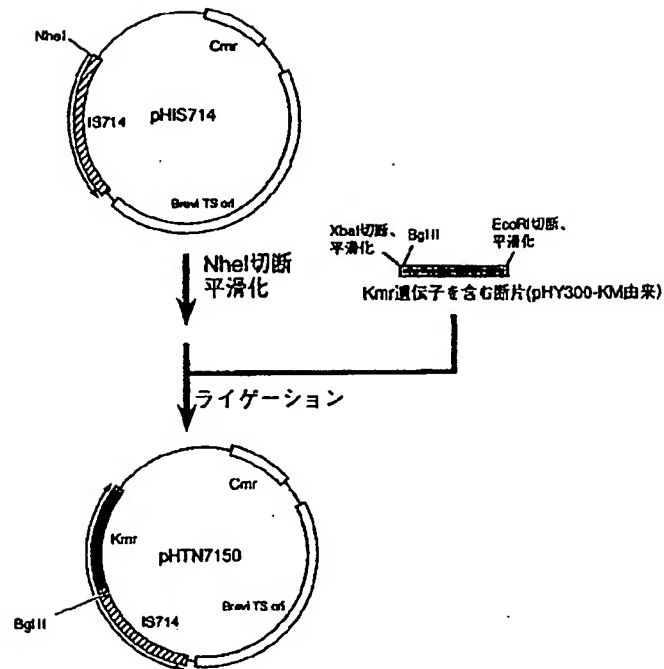 NheI
Cmr
pHIS714
IS714
Brevi TS ori
NheI切断
平滑化
XbaI切断、
平滑化
BglII
EcoRI切断、
平滑化
Kmr遺伝子を含む断片(pHY300-KM由来)
ライゲーション
Cmr
Kmr
pHTN7150
BglII
IS714
Brevi TS ori